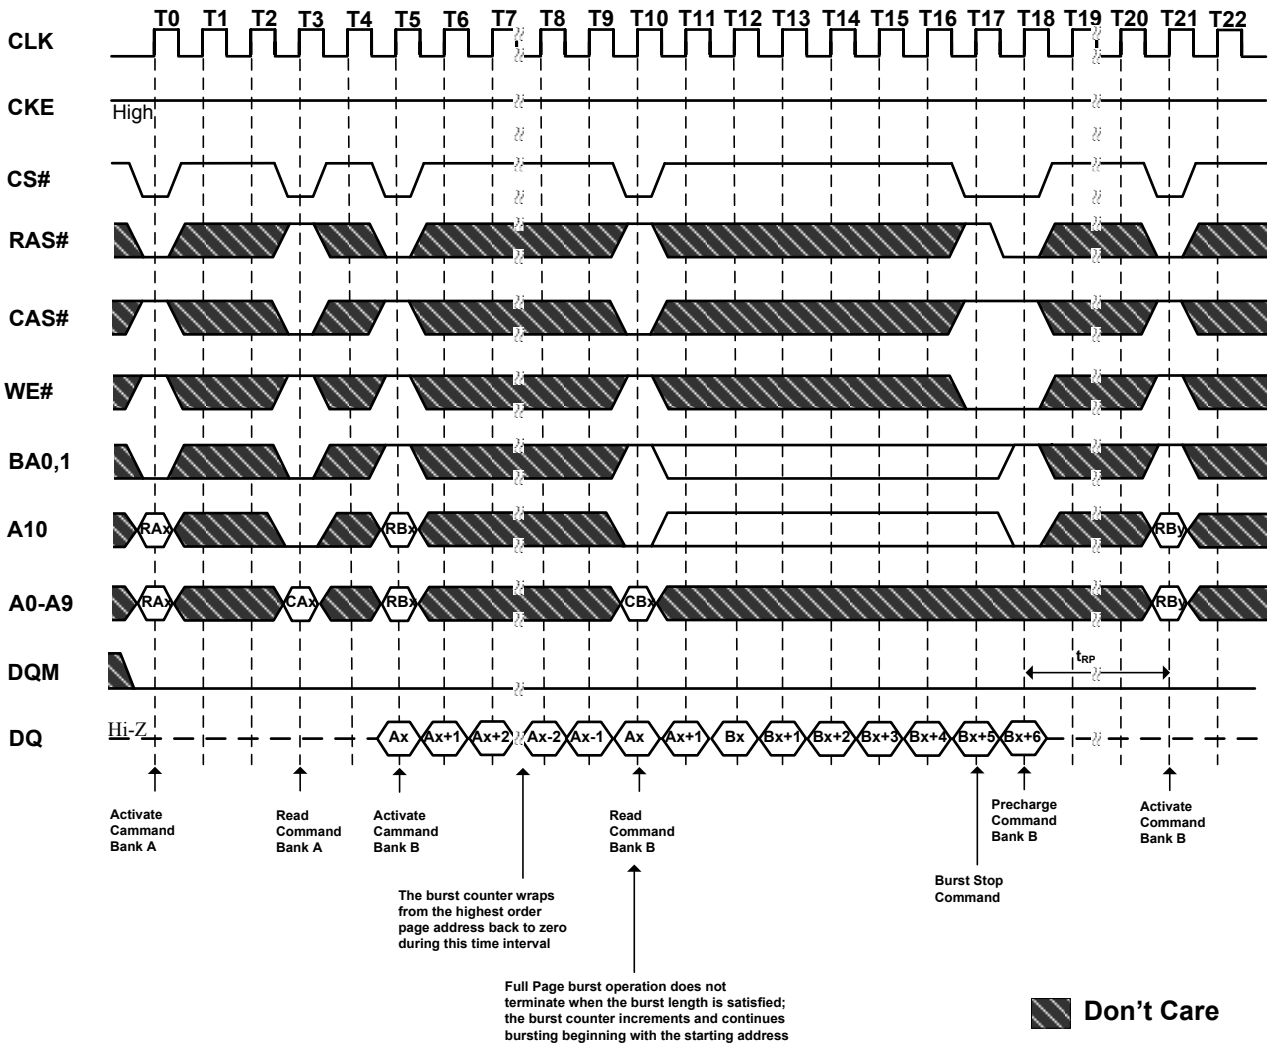 T0 T1 T2 T3 T4 T5 T6 T7 T8 T9 T10 T11 T12 T13 T14 T15 T16 T17 T18 T19 T20 T21 T22
CLK
CKE
High
CS#
RAS#
CAS#
WE#
BA0,1
A10
RAx RBx RBy
A0-A9
RAx CAx RBx CBx RBy
DQM
tRP
DQ
Hi-Z
Ax Ax+1 Ax+2 Ax-2 Ax-1 Ax Ax+1 Bx Bx+1 Bx+2 Bx+3 Bx+4 Bx+5 Bx+6
Activate
Cammand
Bank A
Read
Command
Bank A
Activate
Cammand
Bank B
Read
Command
Bank B
Precharge
Command
Bank B
Activate
Command
Bank B
Burst Stop
Command
The burst counter wraps
from the highest order
page address back to zero
during this time interval
Full Page burst operation does not
terminate when the burst length is satisfied;
the burst counter increments and continues
bursting beginning with the starting address
Don't Care